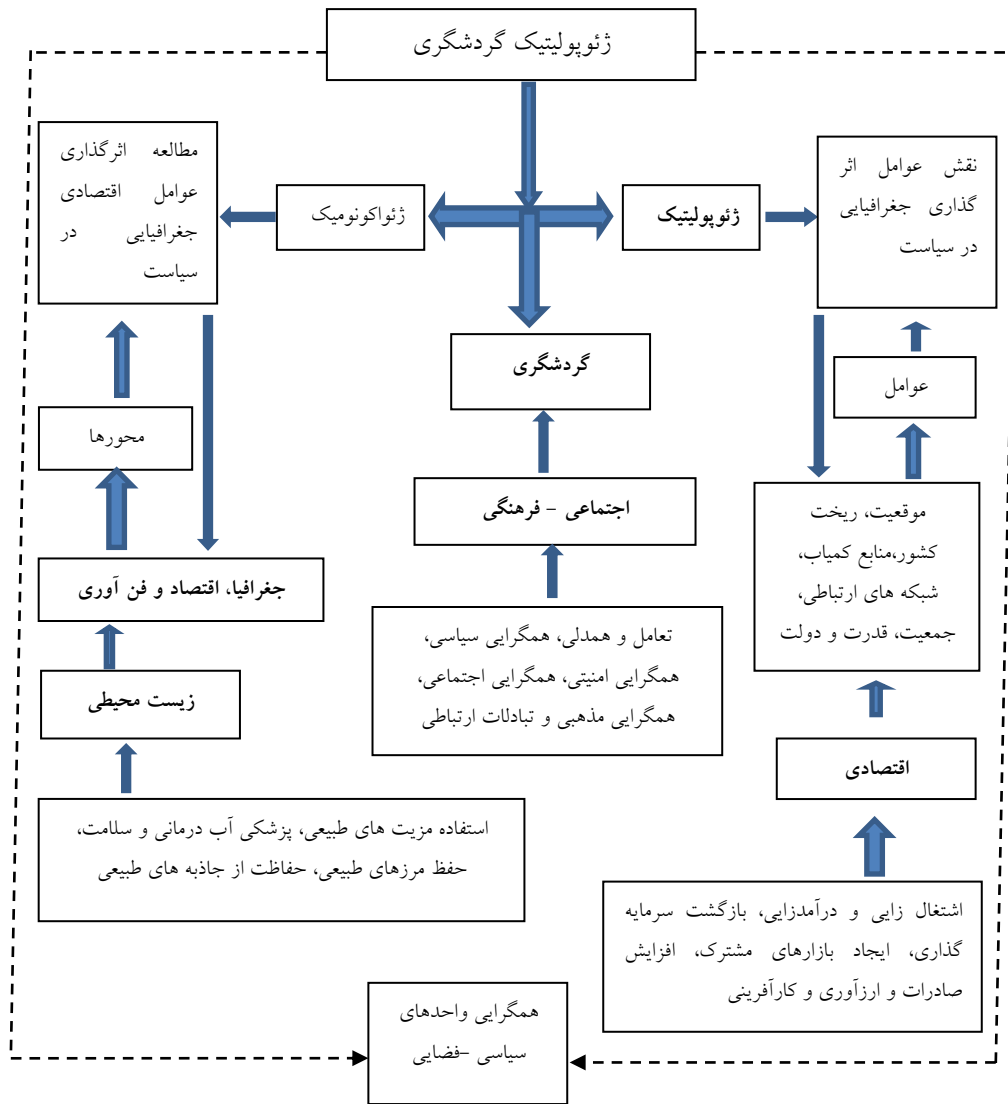 ژئوپولیتیک گردشگری
نقش عوامل اثر
گذاری جغرافیایی
در سیاست
ژئوپولیتیک
ژئواکونومیک
مطالعه اثرگذاری
عوامل اقتصادی
جغرافیایی در
سیاست
گردشگری
عوامل
محورها
موقعیت، ریخت
کشور،منابع کمیاب،
شبکه های ارتباطی،
جمعیت، قدرت و دولت
اجتماعی – فرهنگی
جغرافیا، اقتصاد و فن آوری
تعامل و همدلی، همگرایی سیاسی،
همگرایی امنیتی، همگرایی اجتماعی،
همگرایی مذهبی و تبادلات ارتباطی
زیست محیطی
اقتصادی
استفاده مزیت های طبیعی، پزشکی آب درمانی و سلامت،
حفظ مرزهای طبیعی، حفاظت از جاذبه های طبیعی
اشتغال زایی و درآمدزایی، بازگشت سرمایه
گذاری، ایجاد بازارهای مشترک، افزایش
صادرات و ارزآوری و کارآفرینی
همگرایی واحدهای
سیاسی –فضایی